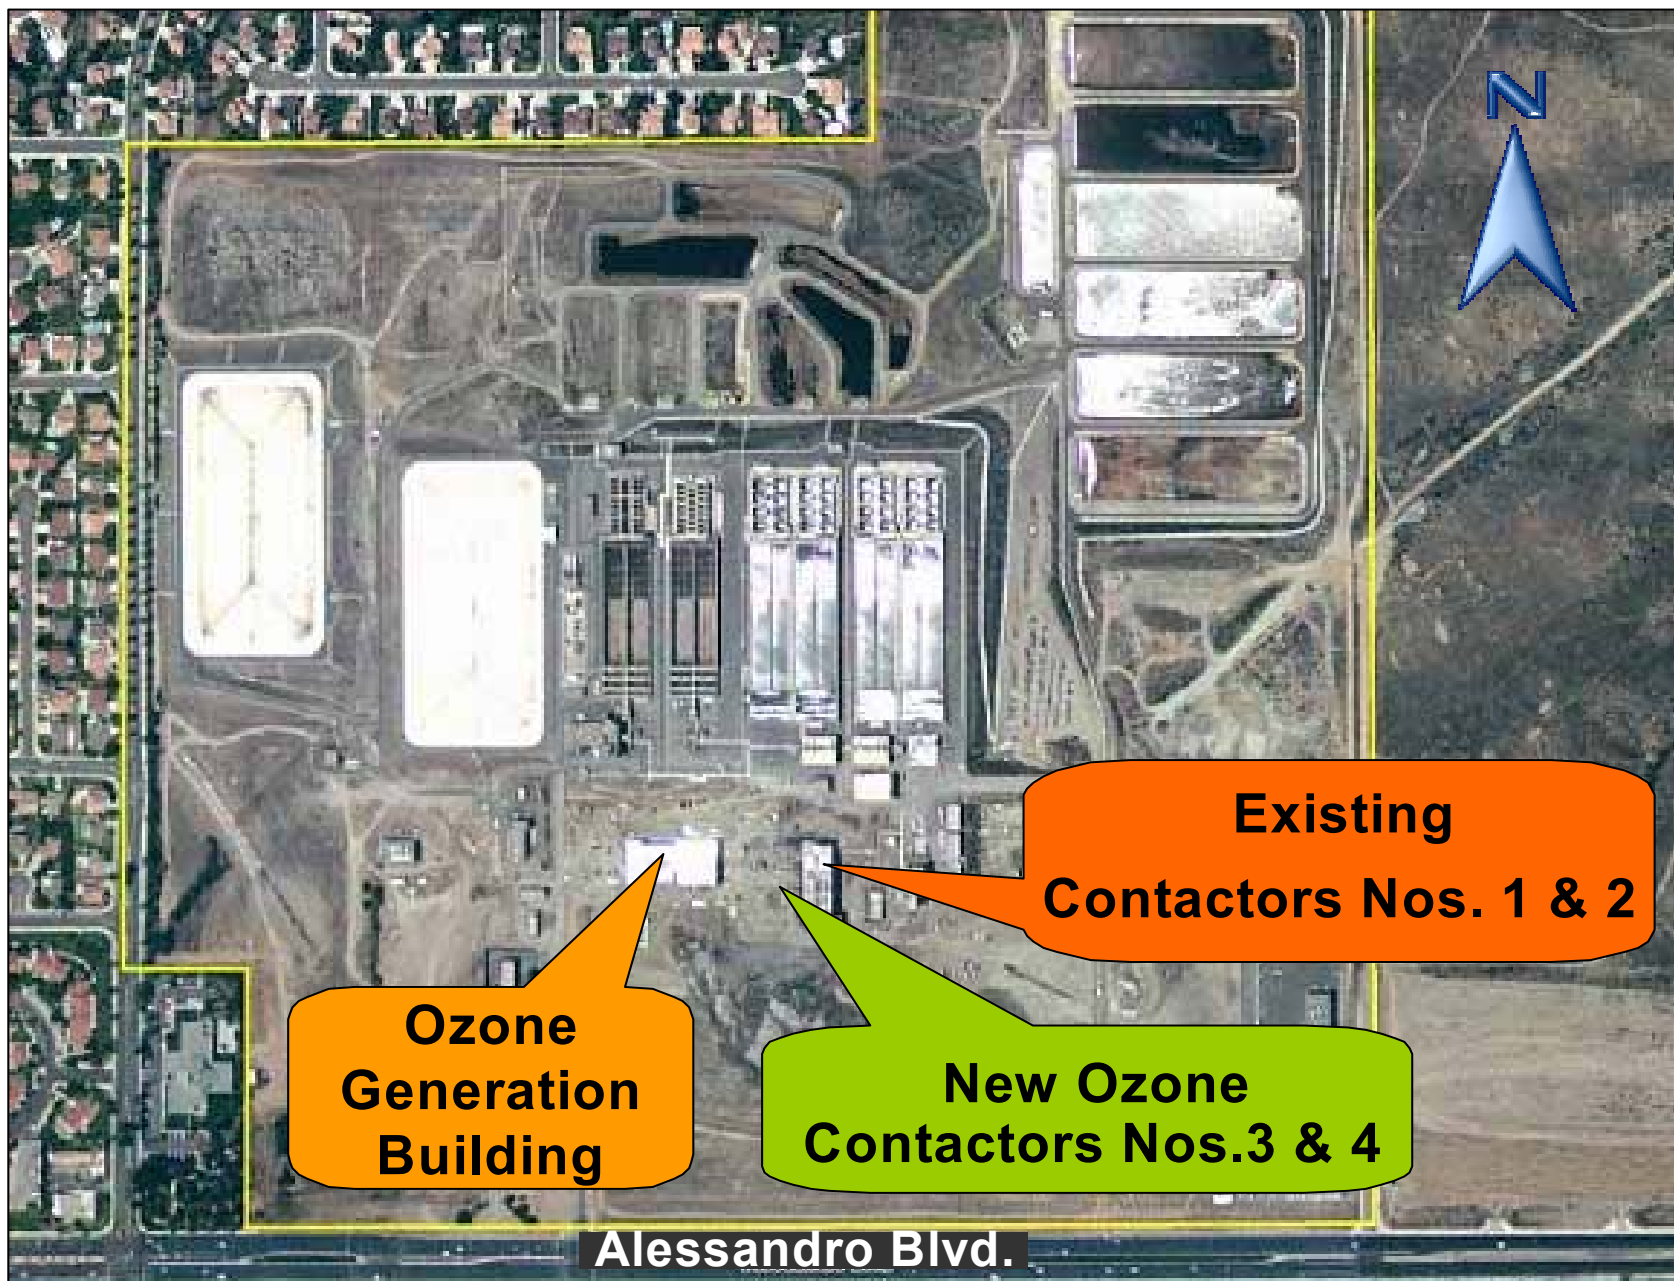 N
Existing
Contactors Nos. 1 & 2
Ozone
Generation
Building
New Ozone
Contactors Nos.3 & 4
Alessandro Blvd.